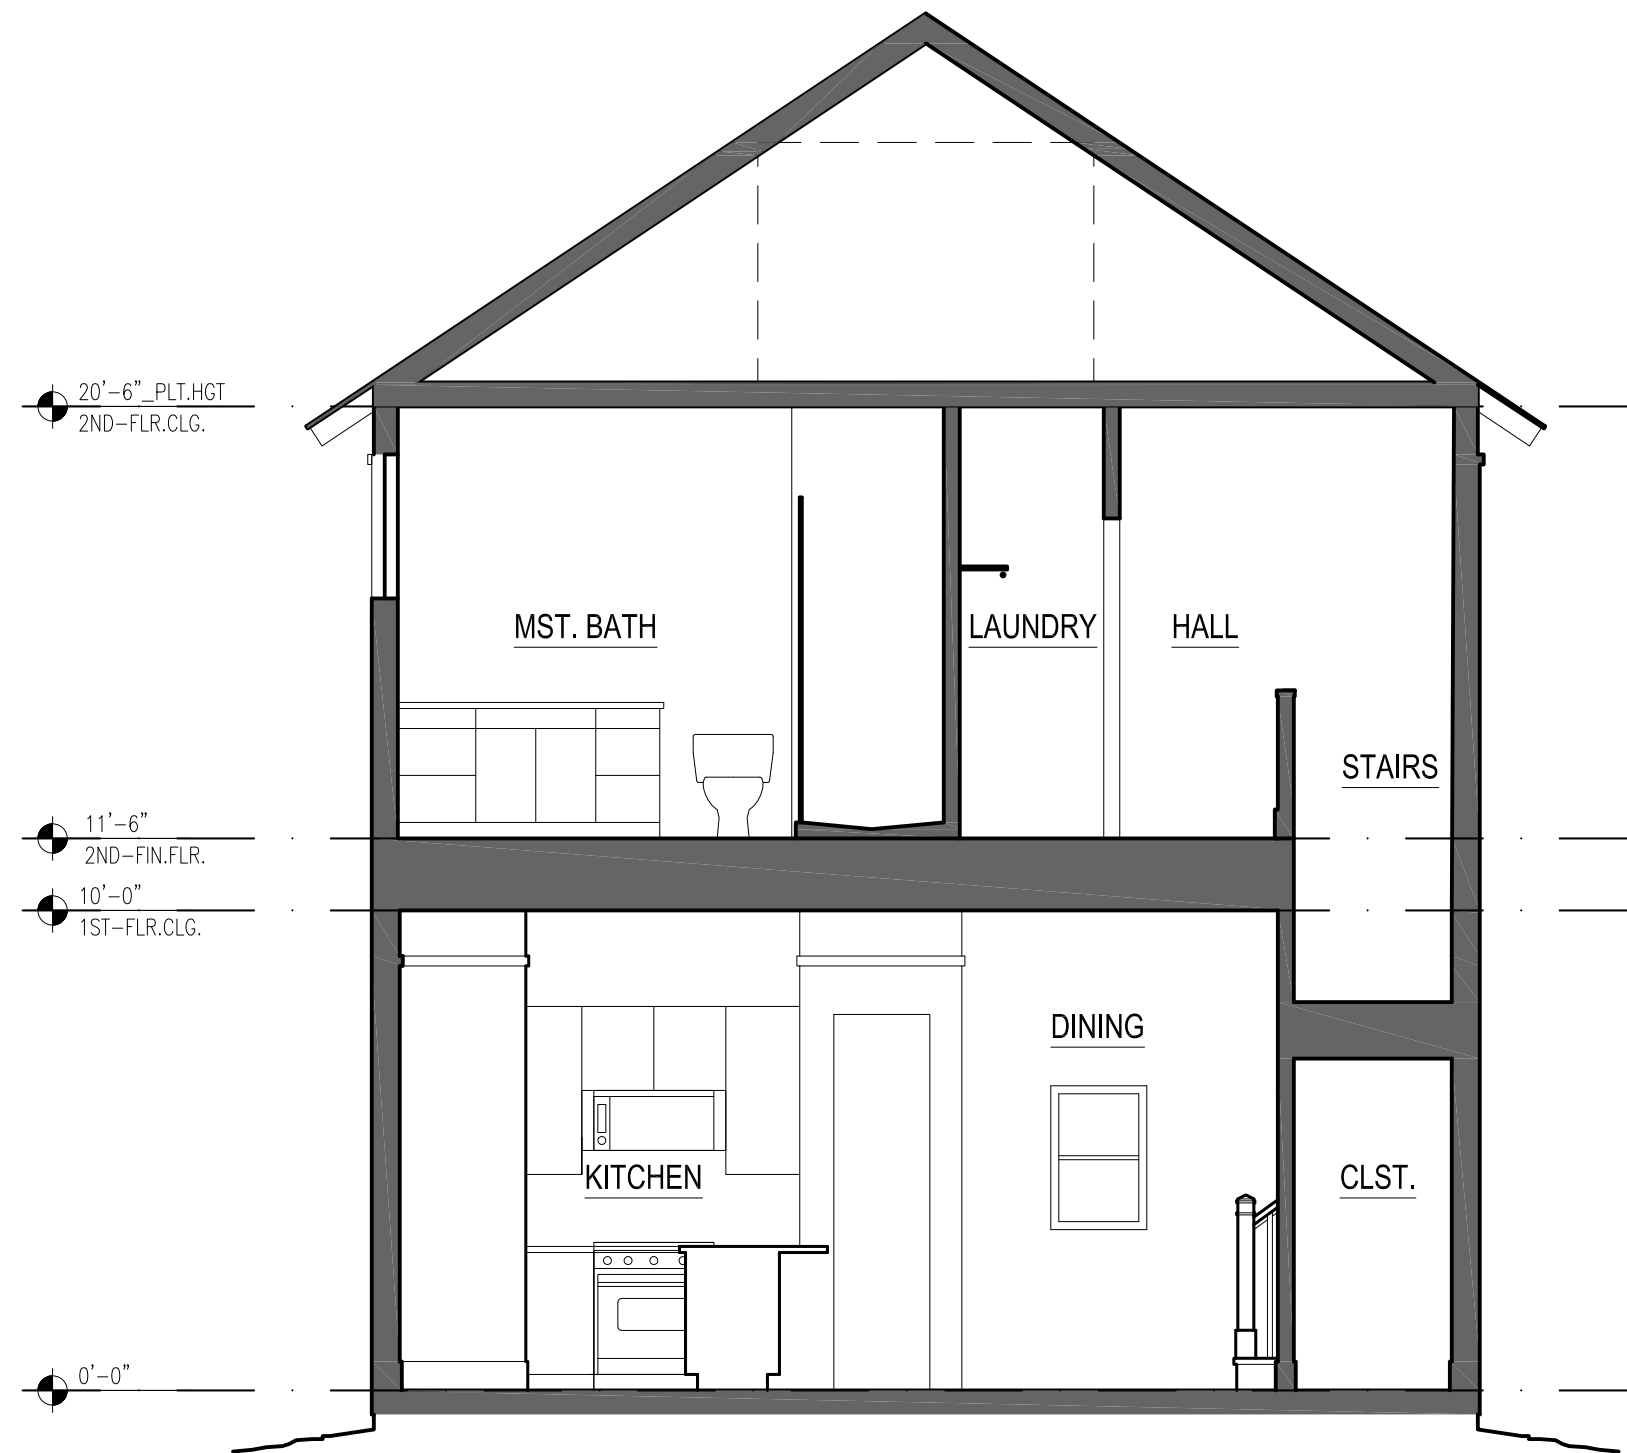 20'-6"_PLT.HGT
2ND-FLR.CLG.
MST. BATH
LAUNDRY
HALL
STAIRS
11'-6"
2ND-FIN.FLR.
10'-0"
1ST-FLR.CLG.
DINING
KITCHEN
CLST.
0'-0"